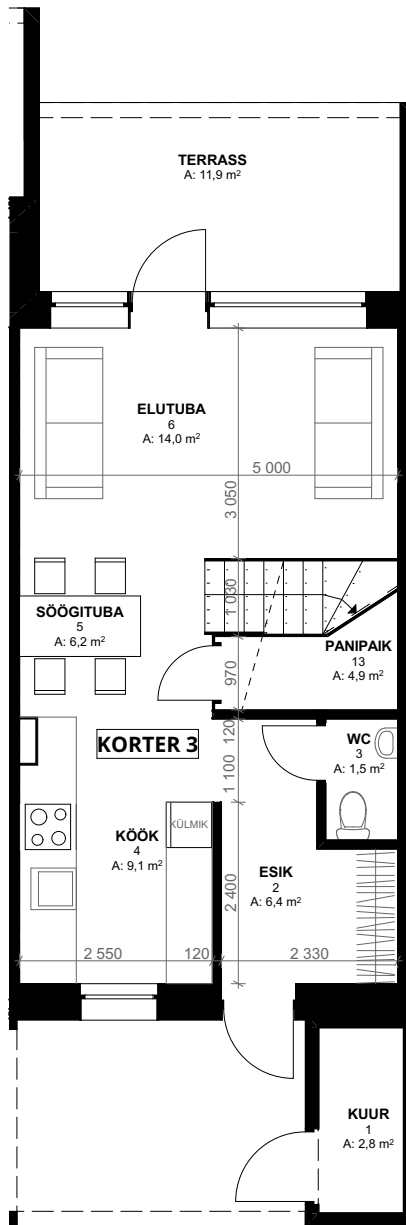 TERRASS
A: 11,9 m²
ELUTUBA
6
A: 14,0 m²
5 000
3 050
1 030
SÖÖGITUBA
5
A: 6,2 m²
PANIPAIK
13
A: 4,9 m²
970
120
KORTER 3
WC
3
A: 1,5 m²
1 100
KÜLMIK
KÖÖK
4
A: 9,1 m²
ESIK
2
A: 6,4 m²
2 400
2 550
120
2 330
KUUR
1
A: 2,8 m²